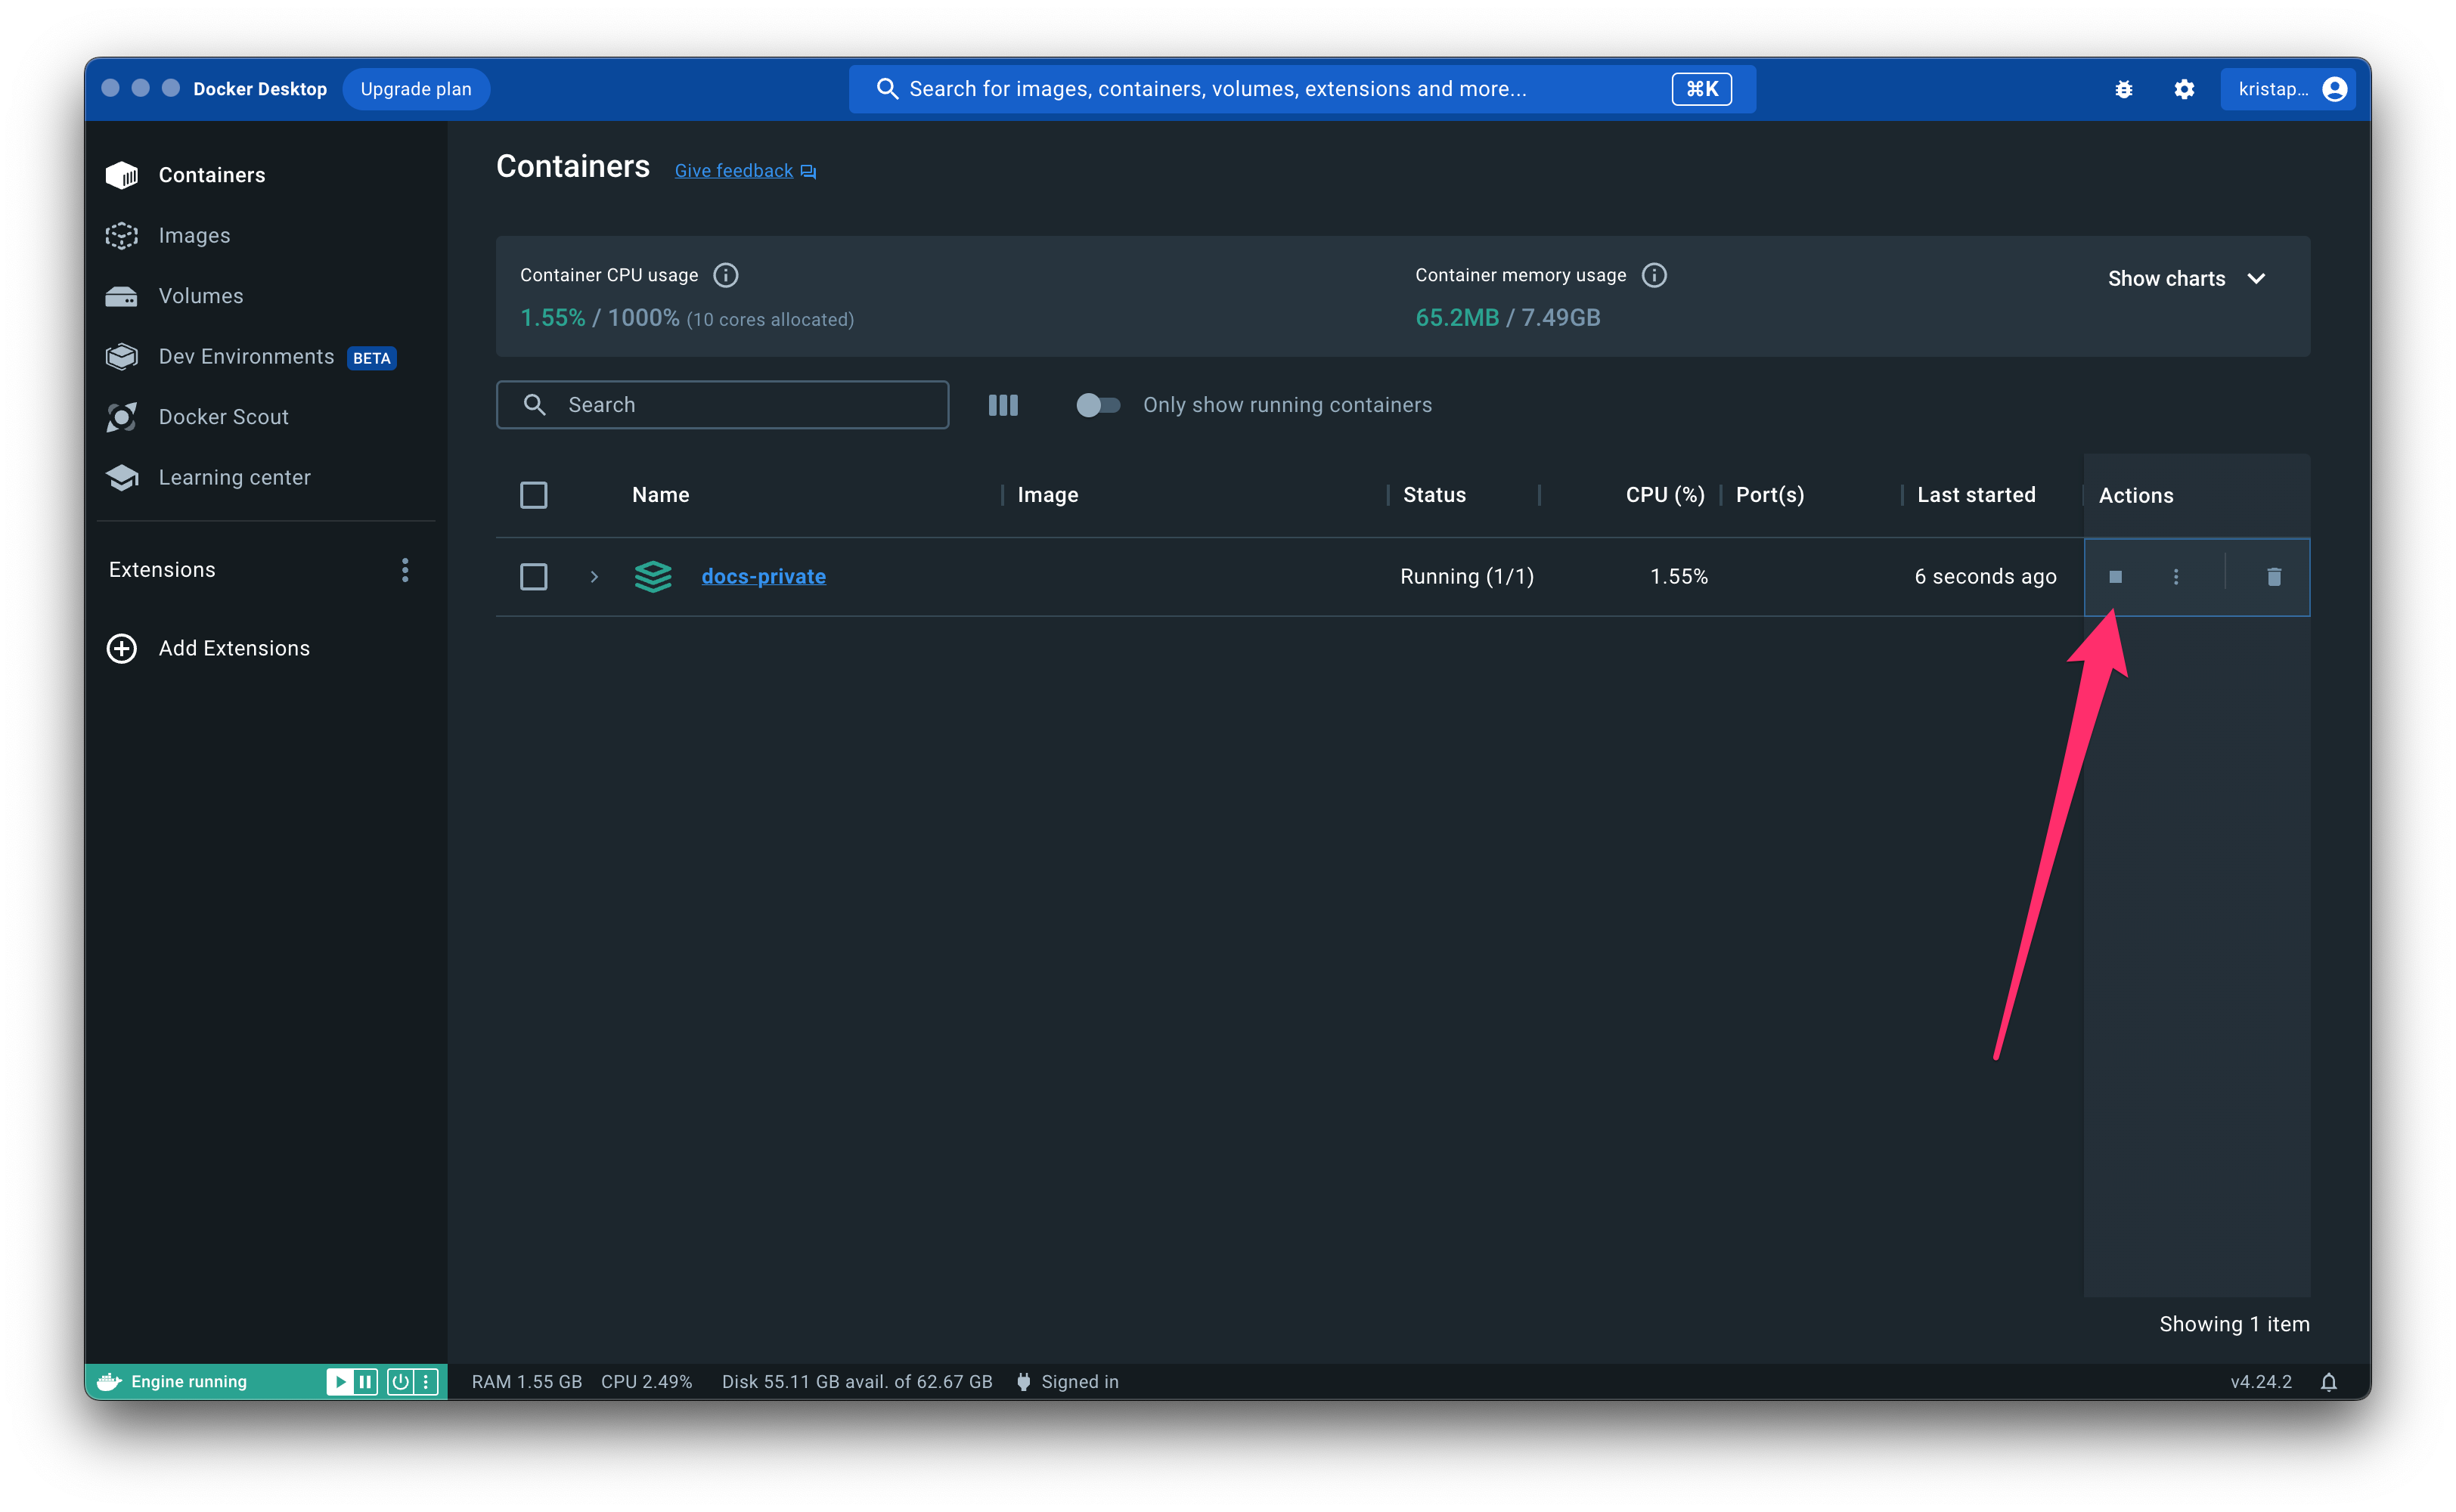 Docker Desktop Upgrade plan Search for images, containers, volumes, extensions and more... ⌘K kristap...
Containers
Images
Volumes
Dev Environments BETA
Docker Scout
Learning center
Extensions
Add Extensions
Containers Give feedback
Container CPU usage
1.55% / 1000% (10 cores allocated)
Container memory usage
65.2MB / 7.49GB
Show charts
Search
Only show running containers
Name Image Status CPU (%) Port(s) Last started Actions
docs-private Running (1/1) 1.55% 6 seconds ago
Showing 1 item
Engine running RAM 1.55 GB CPU 2.49% Disk 55.11 GB avail. of 62.67 GB Signed in v4.24.2